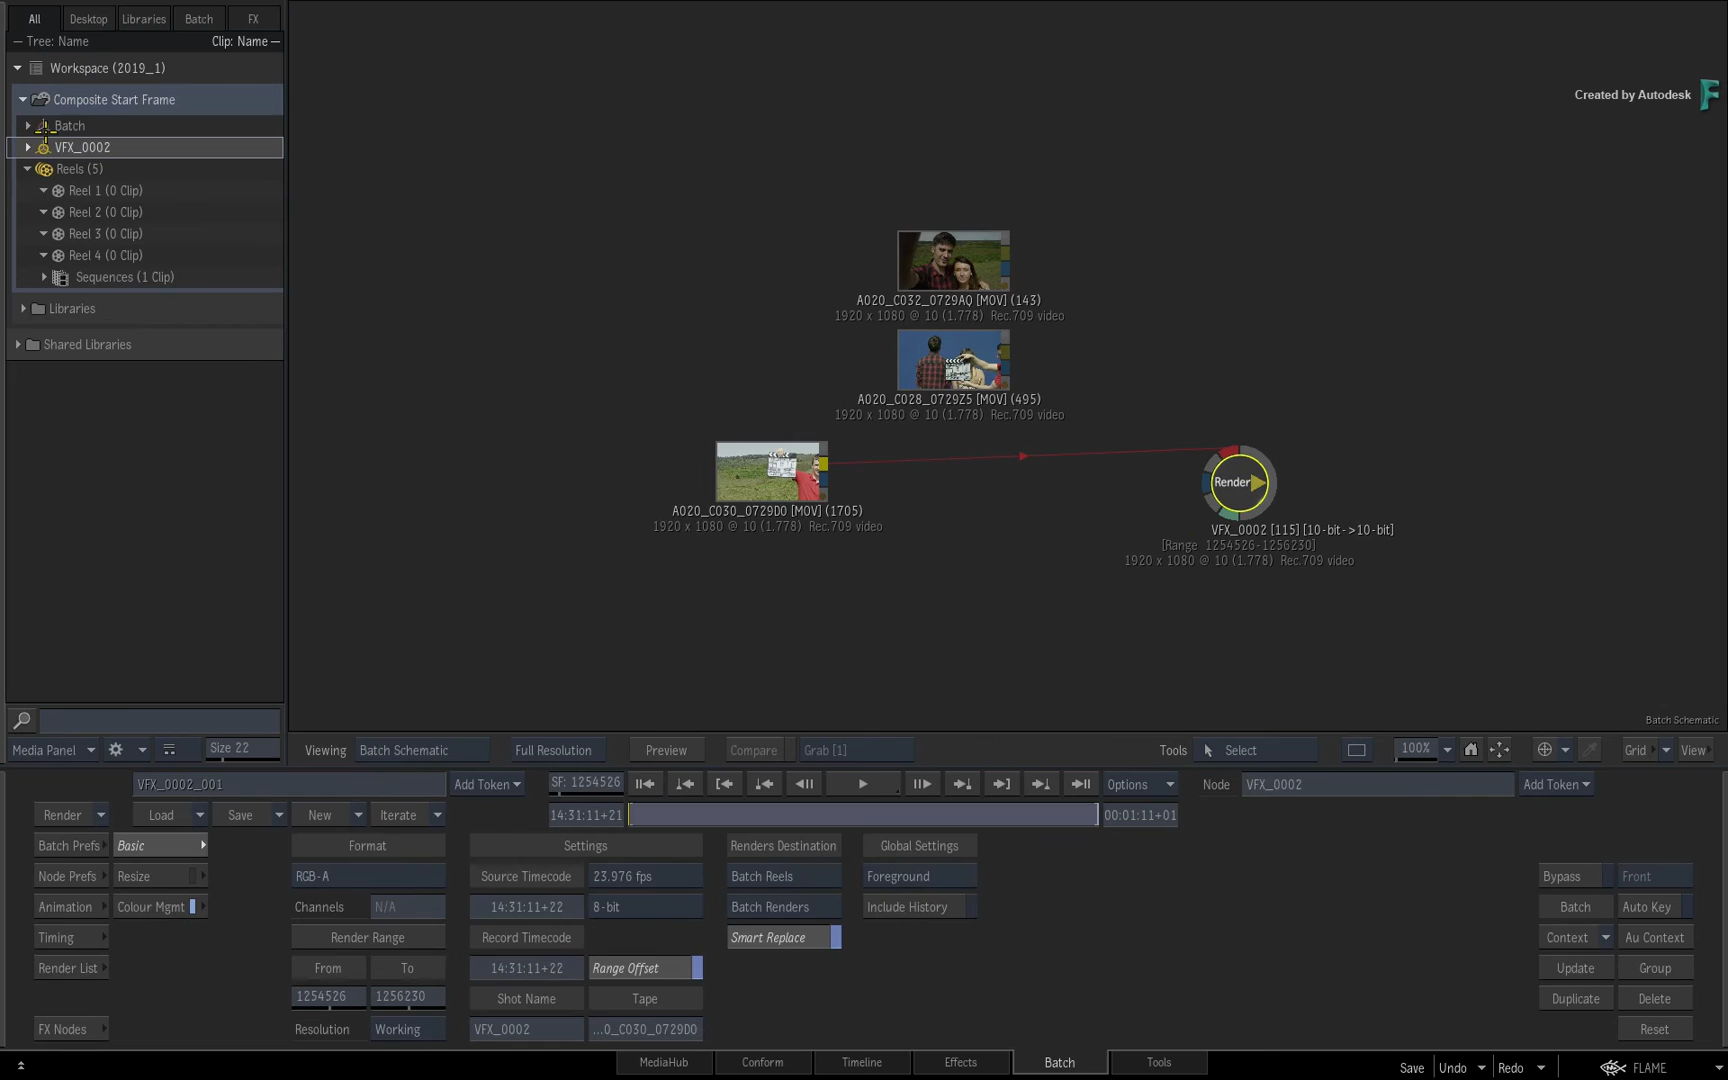 All Desktop Libraries Batch FX
Tree: Name Clip: Name
Workspace (2019_1)
Composite Start Frame
Batch
VFX_0002
Reels (5)
Reel 1 (0 Clip)
Reel 2 (0 Clip)
Reel 3 (0 Clip)
Reel 4 (0 Clip)
Sequences (1 Clip)
Libraries
Shared Libraries
Created by Autodesk
A020_C032_0729AQ [MOV] (143)
1920 x 1080 @ 10 (1.778) Rec.709 video
A020_C028_0729Z5 [MOV] (495)
1920 x 1080 @ 10 (1.778) Rec.709 video
A020_C030_0729D0 [MOV] (1705)
1920 x 1080 @ 10 (1.778) Rec.709 video
Render
VFX_0002 [115] [10-bit->10-bit]
[Range 1254526-1256230]
1920 x 1080 @ 10 (1.778) Rec.709 video
Batch Schematic
Media Panel Size 22 Viewing Batch Schematic Full Resolution Preview Compare Grab [1] Tools Select 100% Grid View
VFX_0002_001 Add Token SF: 1254526 Options Node VFX_0002 Add Token
Render Load Save New Iterate 14:31:11+21 00:01:11+01
Batch Prefs Basic Format Settings Renders Destination Global Settings
Node Prefs Resize RGB-A Source Timecode 23.976 fps Batch Reels Foreground Bypass Front
Animation Colour Mgmt Channels N/A 14:31:11+22 8-bit Batch Renders Include History Batch Auto Key
Timing Render Range Record Timecode Smart Replace Context Au Context
Render List From To 14:31:11+22 Range Offset Update Group
1254526 1256230 Shot Name Tape Duplicate Delete
FX Nodes Resolution Working VFX_0002 ...0_C030_0729D0 Reset
MediaHub Conform Timeline Effects Batch Tools Save Undo Redo FLAME